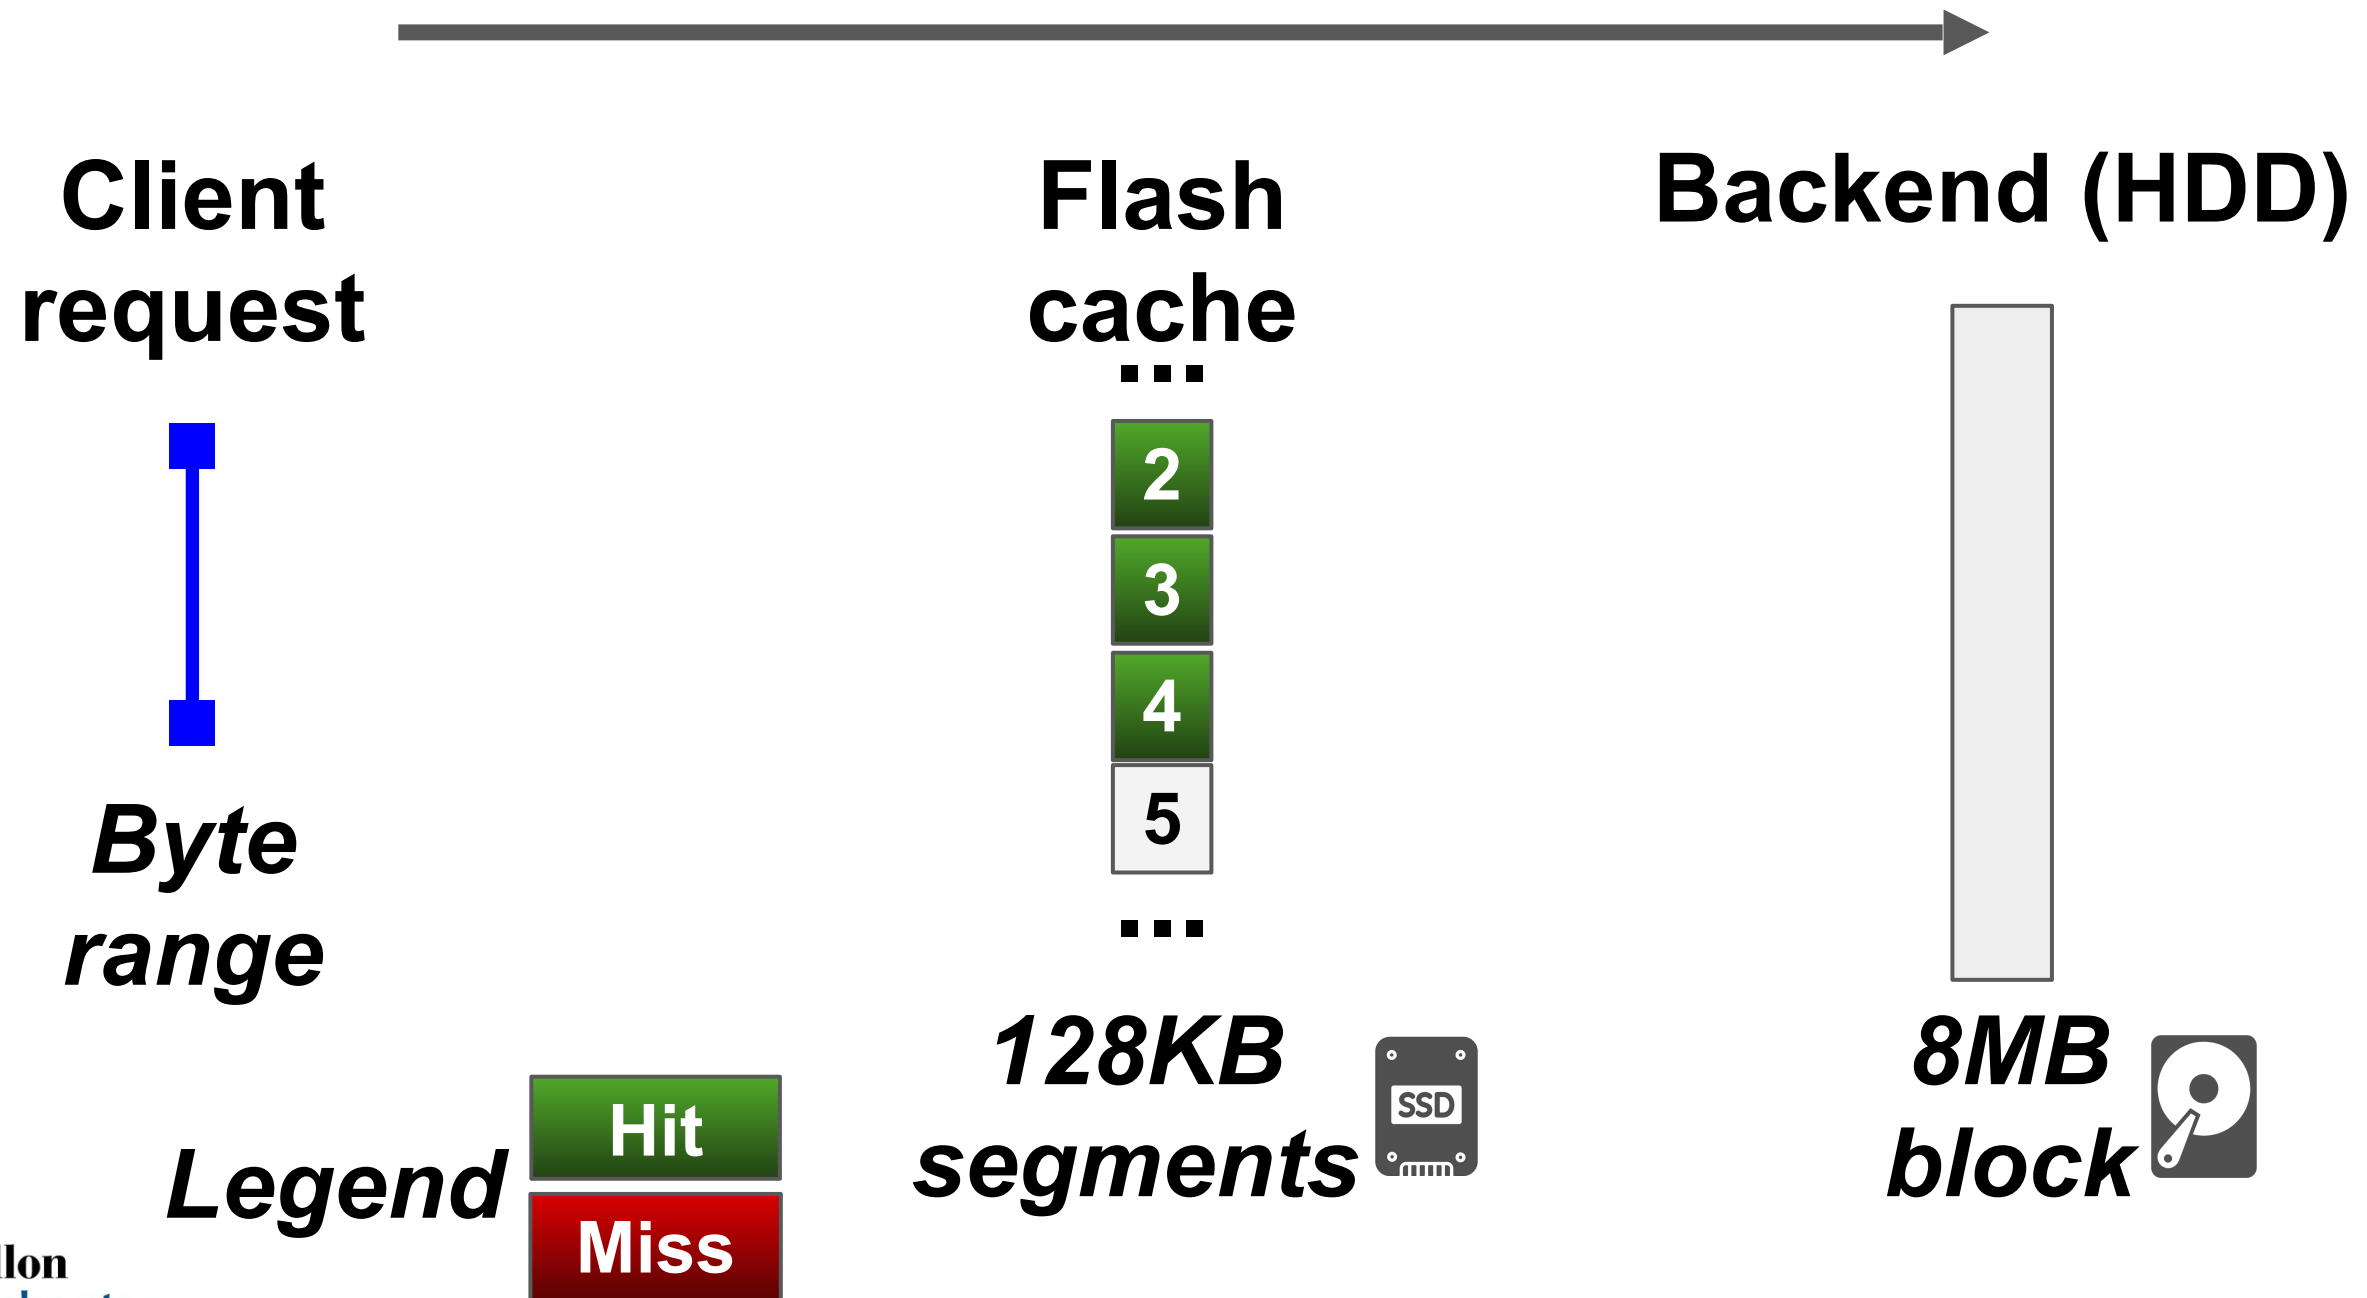 Client
request
Flash
cache
Backend (HDD)
...
2
3
4
5
...
Byte
range
128KB
segments
SSD
8MB
block
Legend
Hit
Miss
llon